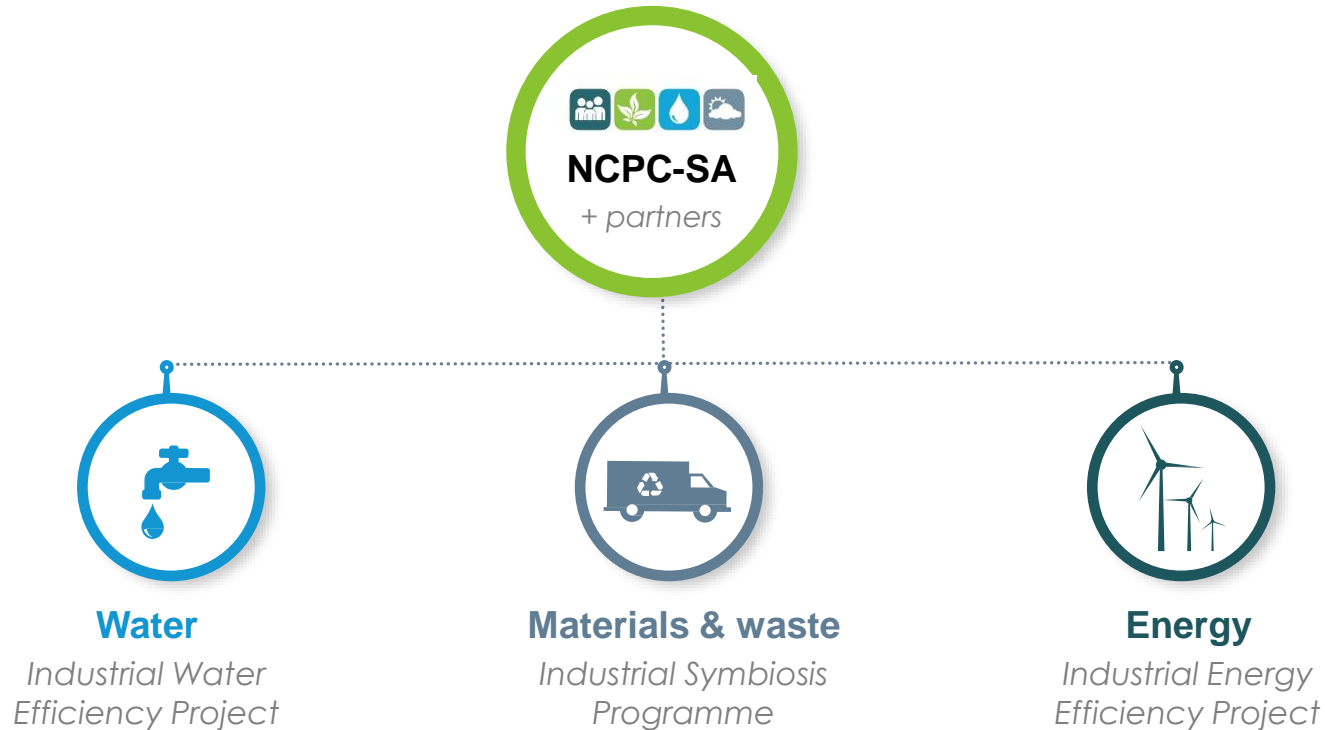 NCPC-SA
+ partners
Water
Industrial Water
Efficiency Project
Materials & waste
Industrial Symbiosis
Programme
Energy
Industrial Energy
Efficiency Project